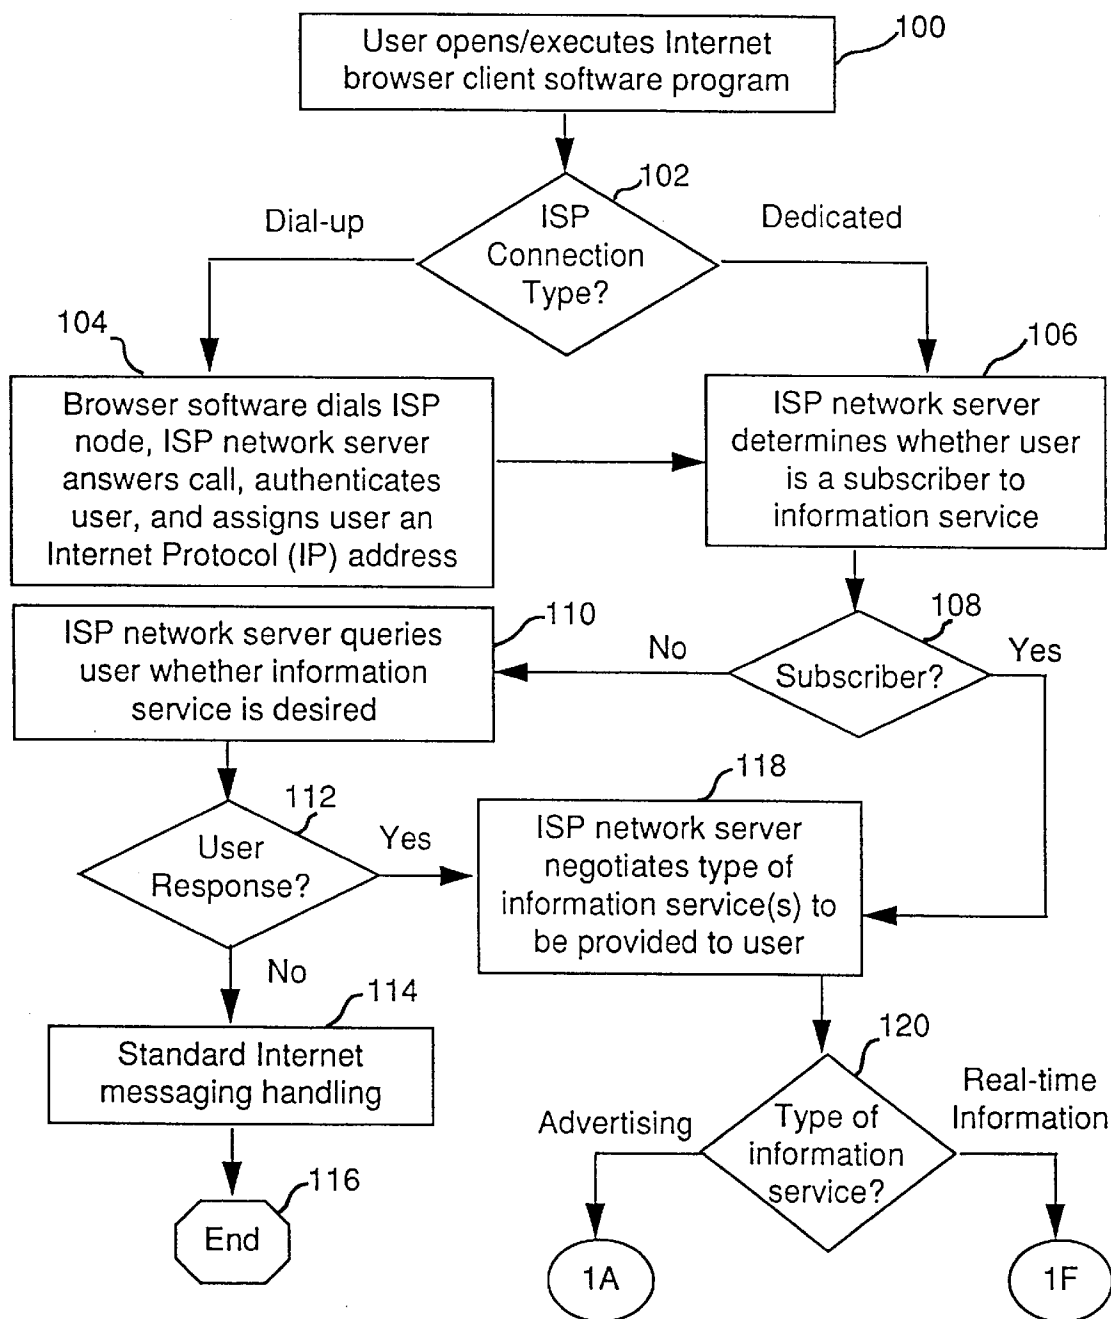 User opens/executes Internet
browser client software program
100
102
ISP
Connection
Type?
Dial-up
Dedicated
104
Browser software dials ISP
node, ISP network server
answers call, authenticates
user, and assigns user an
Internet Protocol (IP) address
106
ISP network server
determines whether user
is a subscriber to
information service
108
Subscriber?
No
Yes
110
ISP network server queries
user whether information
service is desired
112
User
Response?
Yes
No
118
ISP network server
negotiates type of
information service(s) to
be provided to user
114
Standard Internet
messaging handling
116
End
120
Type of
information
service?
Advertising
Real-time
Information
1A
1F